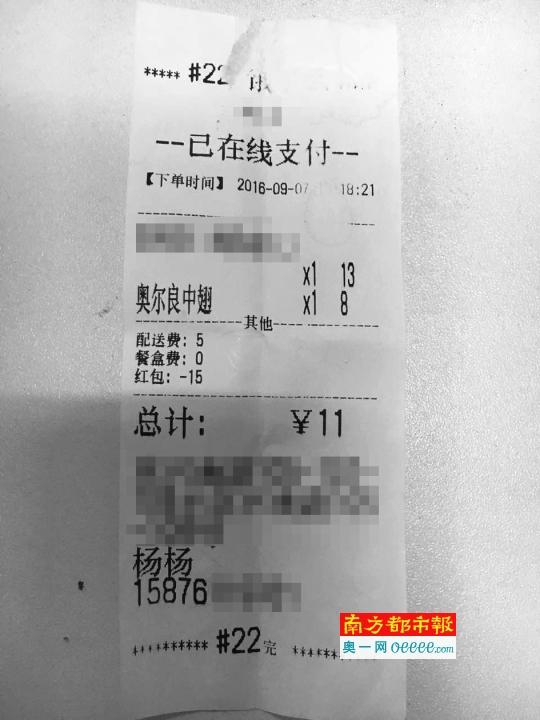 ***** #22
--已在线支付--
【下单时间】 2016-09-07 18:21
x1 13
奥尔良中翅 x1 8
其他
配送费: 5
餐盒费: 0
红包: -15
总计: ￥11
杨杨
15876
********** #22完 *******
南方都市報
奥一网 oeeee.com